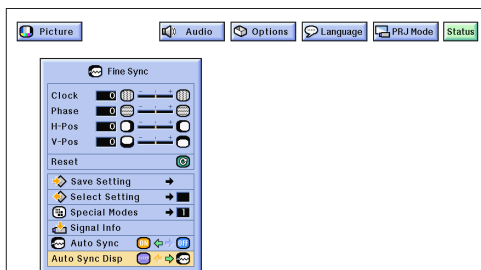 Picture Audio Options Language PRJ Mode Status
Fine Sync
Clock 0
Phase 0
H-Pos 0
V-Pos 0
Reset
Save Setting
Select Setting
Special Modes 1
Signal Info
Auto Sync ON Off
Auto Sync Disp